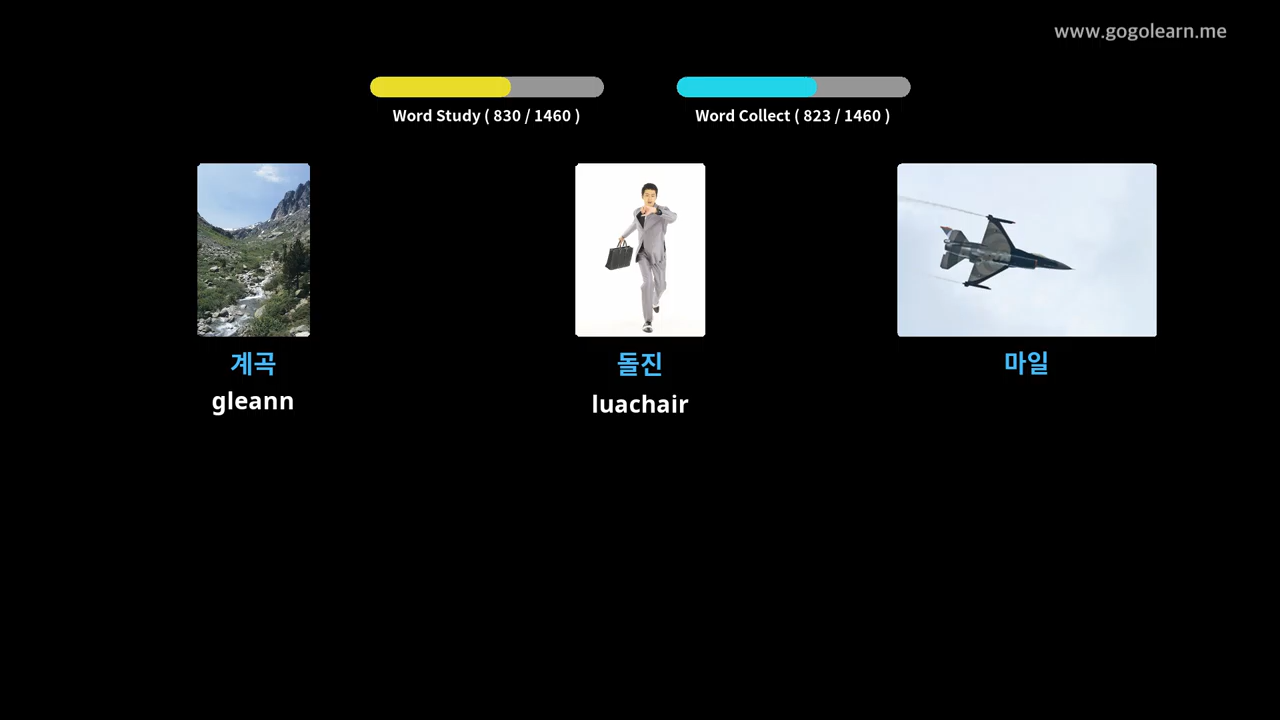 www.gogolearn.me
Word Study ( 830 / 1460 )
Word Collect ( 823 / 1460 )
계곡
돌진
마일
gleann
luachair